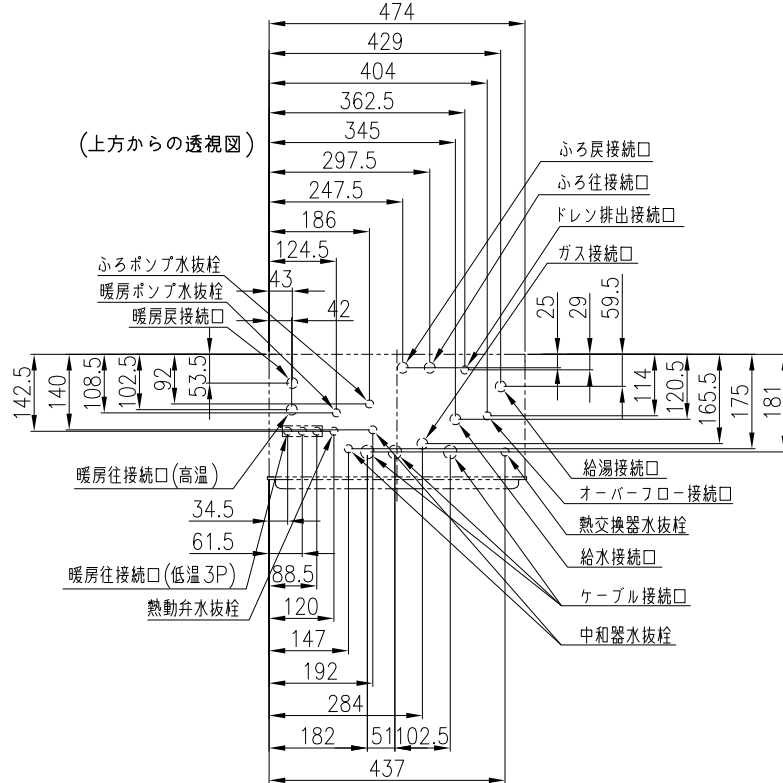 474
429
404
362.5
(上方からの透視図)
345
297.5
247.5
186
124.5
43
42
ふろ戻接続口
ふろ往接続口
ドレン排出接続口
ガス接続口
ふろポンプ水抜栓
暖房ポンプ水抜栓
暖房戻接続口
25
29
59.5
142.5
140
108.5
102.5
92
53.5
114
120.5
165.5
175
181
暖房往接続口(高温)
34.5
61.5
暖房往接続口(低温3P)
88.5
熱動弁水抜栓
120
147
192
284
182
51
102.5
437
給湯接続口
オーバーフロー接続口
熱交換器水抜栓
給水接続口
ケーブル接続口
中和器水抜栓